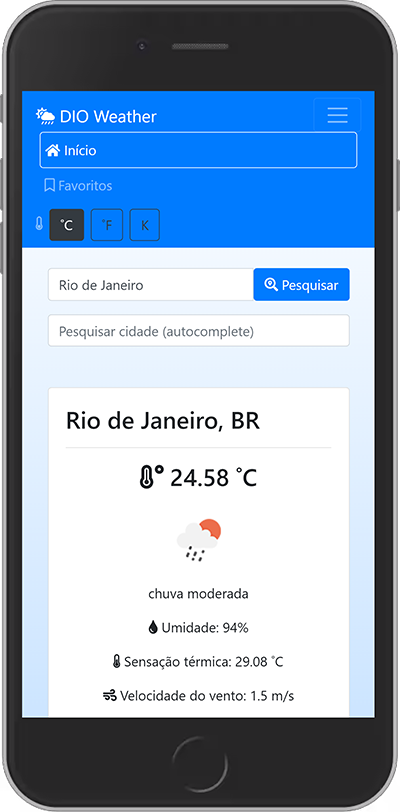 DIO Weather
Início
Favoritos
°C °F K
Rio de Janeiro Pesquisar
Pesquisar cidade (autocomplete)
Rio de Janeiro, BR
24.58 °C
chuva moderada
Umidade: 94%
Sensação térmica: 29.08 °C
Velocidade do vento: 1.5 m/s